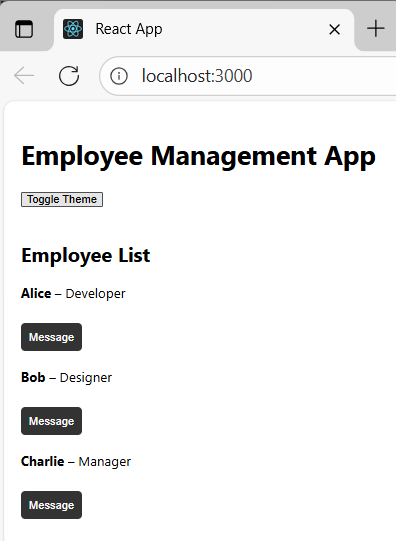 React App
localhost:3000
Employee Management App
Toggle Theme
Employee List
Alice – Developer
Message
Bob – Designer
Message
Charlie – Manager
Message